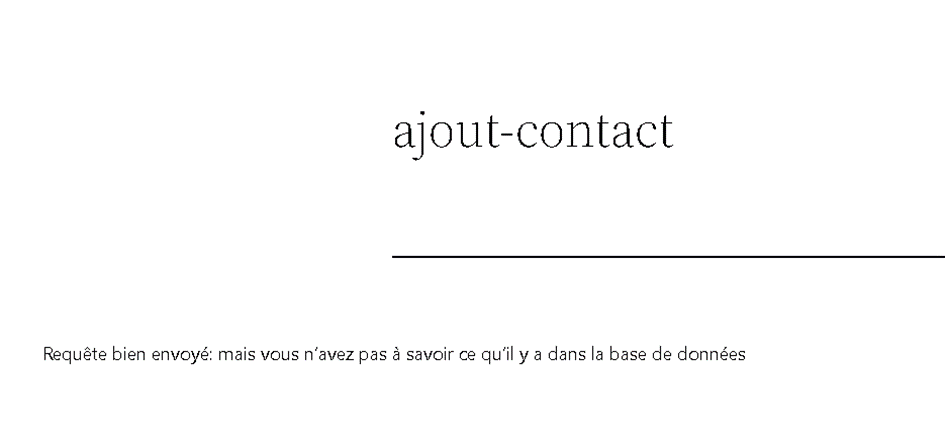 ajout-contact
Requête bien envoyé: mais vous n’avez pas à savoir ce qu’il y a dans la base de données